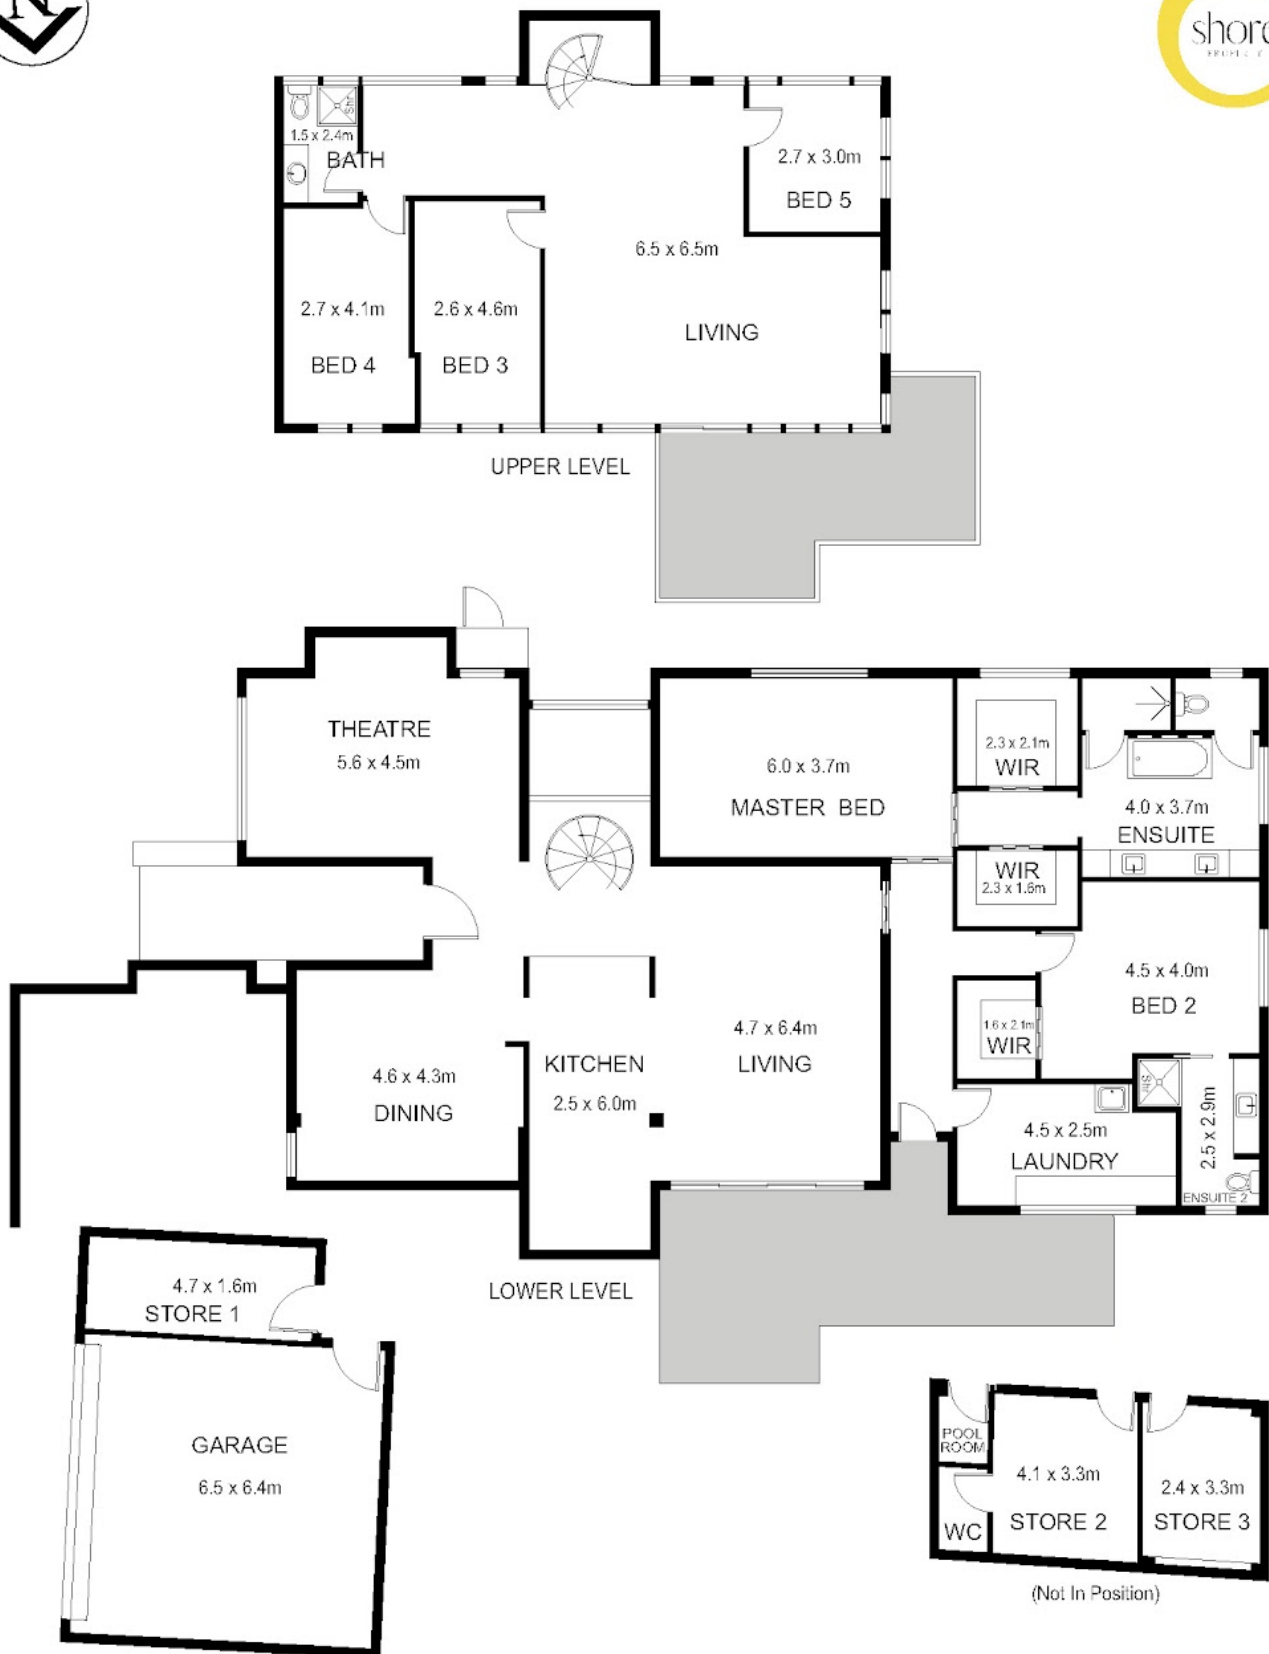 N
shore
1.5 x 2.4m
Shr
BATH
2.7 x 3.0m
BED 5
6.5 x 6.5m
LIVING
2.7 x 4.1m
BED 4
2.6 x 4.6m
BED 3
UPPER LEVEL
THEATRE
5.6 x 4.5m
6.0 x 3.7m
MASTER BED
2.3 x 2.1m
WIR
4.0 x 3.7m
ENSUITE
WIR
2.3 x 1.6m
4.5 x 4.0m
BED 2
1.6 x 2.1m
WIR
4.7 x 6.4m
LIVING
KITCHEN
2.5 x 6.0m
4.6 x 4.3m
DINING
Shr
2.5 x 2.9m
ENSUITE 2
4.5 x 2.5m
LAUNDRY
LOWER LEVEL
4.7 x 1.6m
STORE 1
GARAGE
6.5 x 6.4m
POOL
ROOM
WC
4.1 x 3.3m
STORE 2
2.4 x 3.3m
STORE 3
(Not In Position)